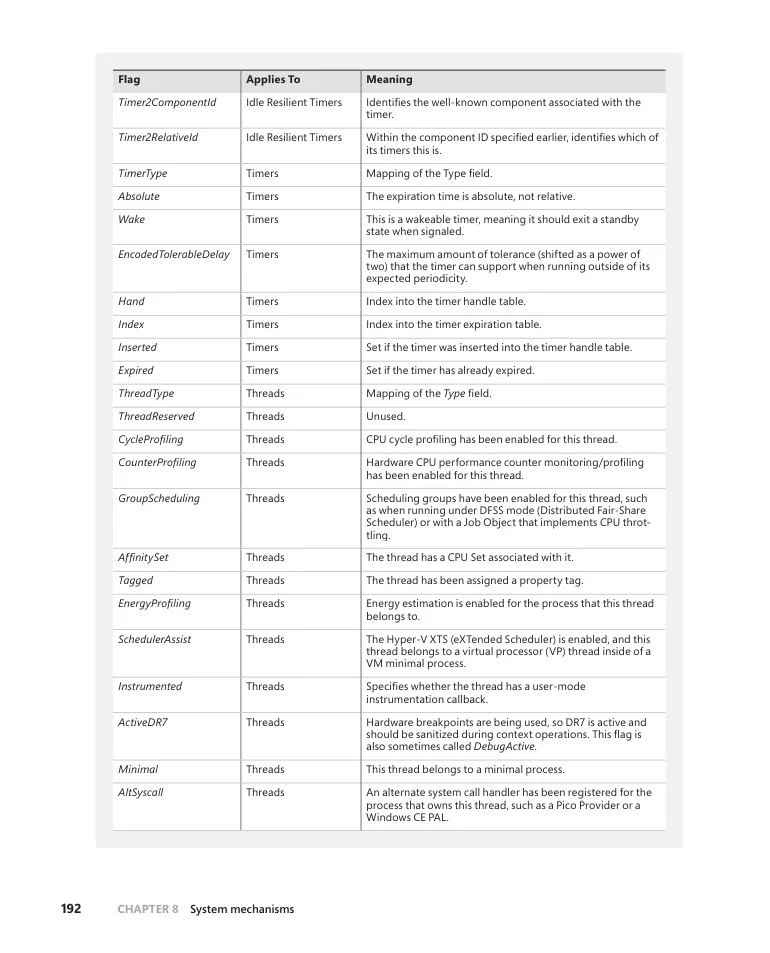 Flag Applies To Meaning
Timer2ComponentId Idle Resilient Timers Identifies the well-known component associated with the
timer.
Timer2RelativeId Idle Resilient Timers Within the component ID specified earlier, identifies which of
its timers this is.
TimerType Timers Mapping of the Type field.
Absolute Timers The expiration time is absolute, not relative.
Wake Timers This is a wakeable timer, meaning it should exit a standby
state when signaled.
EncodedTolerableDelay Timers The maximum amount of tolerance (shifted as a power of
two) that the timer can support when running outside of its
expected periodicity.
Hand Timers Index into the timer handle table.
Index Timers Index into the timer expiration table.
Inserted Timers Set if the timer was inserted into the timer handle table.
Expired Timers Set if the timer has already expired.
ThreadType Threads Mapping of the Type field.
ThreadReserved Threads Unused.
CycleProfiling Threads CPU cycle profiling has been enabled for this thread.
CounterProfiling Threads Hardware CPU performance counter monitoring/profiling
has been enabled for this thread.
GroupScheduling Threads Scheduling groups have been enabled for this thread, such
as when running under DFSS mode (Distributed Fair-Share
Scheduler) or with a Job Object that implements CPU throt-
tling.
AffinitySet Threads The thread has a CPU Set associated with it.
Tagged Threads The thread has been assigned a property tag.
EnergyProfiling Threads Energy estimation is enabled for the process that this thread
belongs to.
SchedulerAssist Threads The Hyper-V XTS (eXTended Scheduler) is enabled, and this
thread belongs to a virtual processor (VP) thread inside of a
VM minimal process.
Instrumented Threads Specifies whether the thread has a user-mode
instrumentation callback.
ActiveDR7 Threads Hardware breakpoints are being used, so DR7 is active and
should be sanitized during context operations. This flag is
also sometimes called DebugActive.
Minimal Threads This thread belongs to a minimal process.
AltSyscall Threads An alternate system call handler has been registered for the
process that owns this thread, such as a Pico Provider or a
Windows CE PAL.
192 CHAPTER 8 System mechanisms